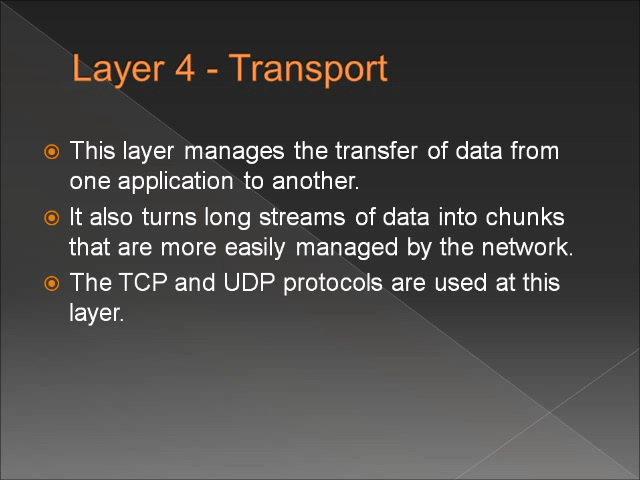 Layer 4 - Transport
This layer manages the transfer of data from
one application to another.
It also turns long streams of data into chunks
that are more easily managed by the network.
The TCP and UDP protocols are used at this
layer.